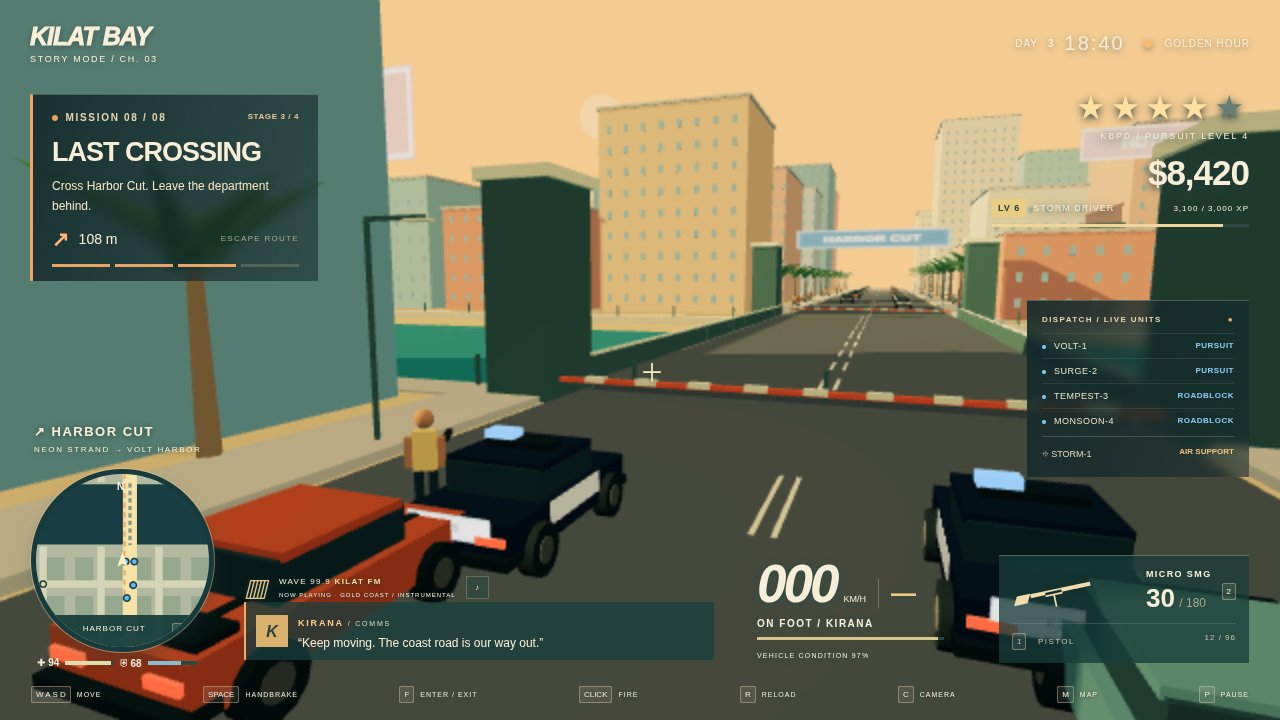 KILAT BAY
STORY MODE / CH. 03
DAY 3 18:40 GOLDEN HOUR
MISSION 08 / 08
STAGE 3 / 4
LAST CROSSING
Cross Harbor Cut. Leave the department
behind.
108 m
ESCAPE ROUTE
KBPD / PURSUIT LEVEL 4
$8,420
LV 6 STORM DRIVER
3,100 / 3,000 XP
HARBOR CUT
DISPATCH / LIVE UNITS
VOLT-1 PURSUIT
SURGE-2 PURSUIT
TEMPEST-3 ROADBLOCK
MONSOON-4 ROADBLOCK
STORM-1 AIR SUPPORT
↗ HARBOR CUT
NEON STRAND → VOLT HARBOR
N
HARBOR CUT
94 68
WAVE 99.9 KILAT FM
NOW PLAYING · GOLD COAST / INSTRUMENTAL
♪
K
KIRANA / COMMS
“Keep moving. The coast road is our way out.”
000 KM/H
ON FOOT / KIRANA
VEHICLE CONDITION 97%
MICRO SMG
30 / 180
2
1 PISTOL
12 / 96
WASD MOVE
SPACE HANDBRAKE
F ENTER / EXIT
CLICK FIRE
R RELOAD
C CAMERA
M MAP
P PAUSE